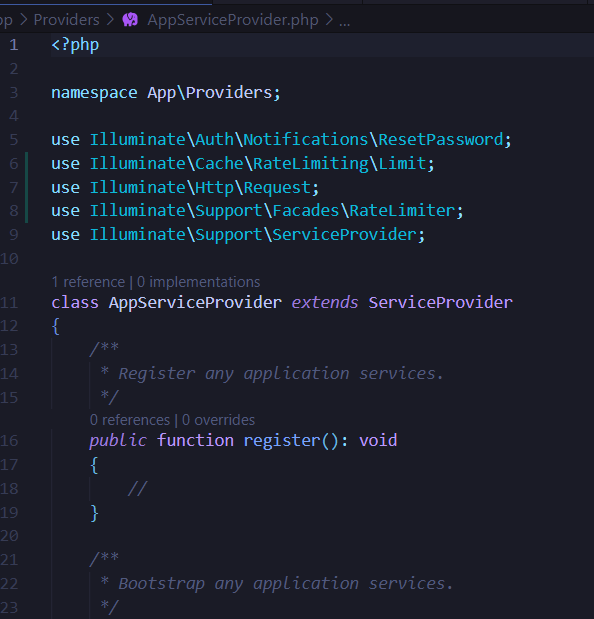 pp > Providers > AppServiceProvider.php > ...
1 <?php
2
3 namespace App\Providers;
4
5 use Illuminate\Auth\Notifications\ResetPassword;
6 use Illuminate\Cache\RateLimiting\Limit;
7 use Illuminate\Http\Request;
8 use Illuminate\Support\Facades\RateLimiter;
9 use Illuminate\Support\ServiceProvider;
10
1 reference | 0 implementations
11 class AppServiceProvider extends ServiceProvider
12 {
13 /**
14 * Register any application services.
15 */
0 references | 0 overrides
16 public function register(): void
17 {
18 //
19 }
20
21 /**
22 * Bootstrap any application services.
23 */